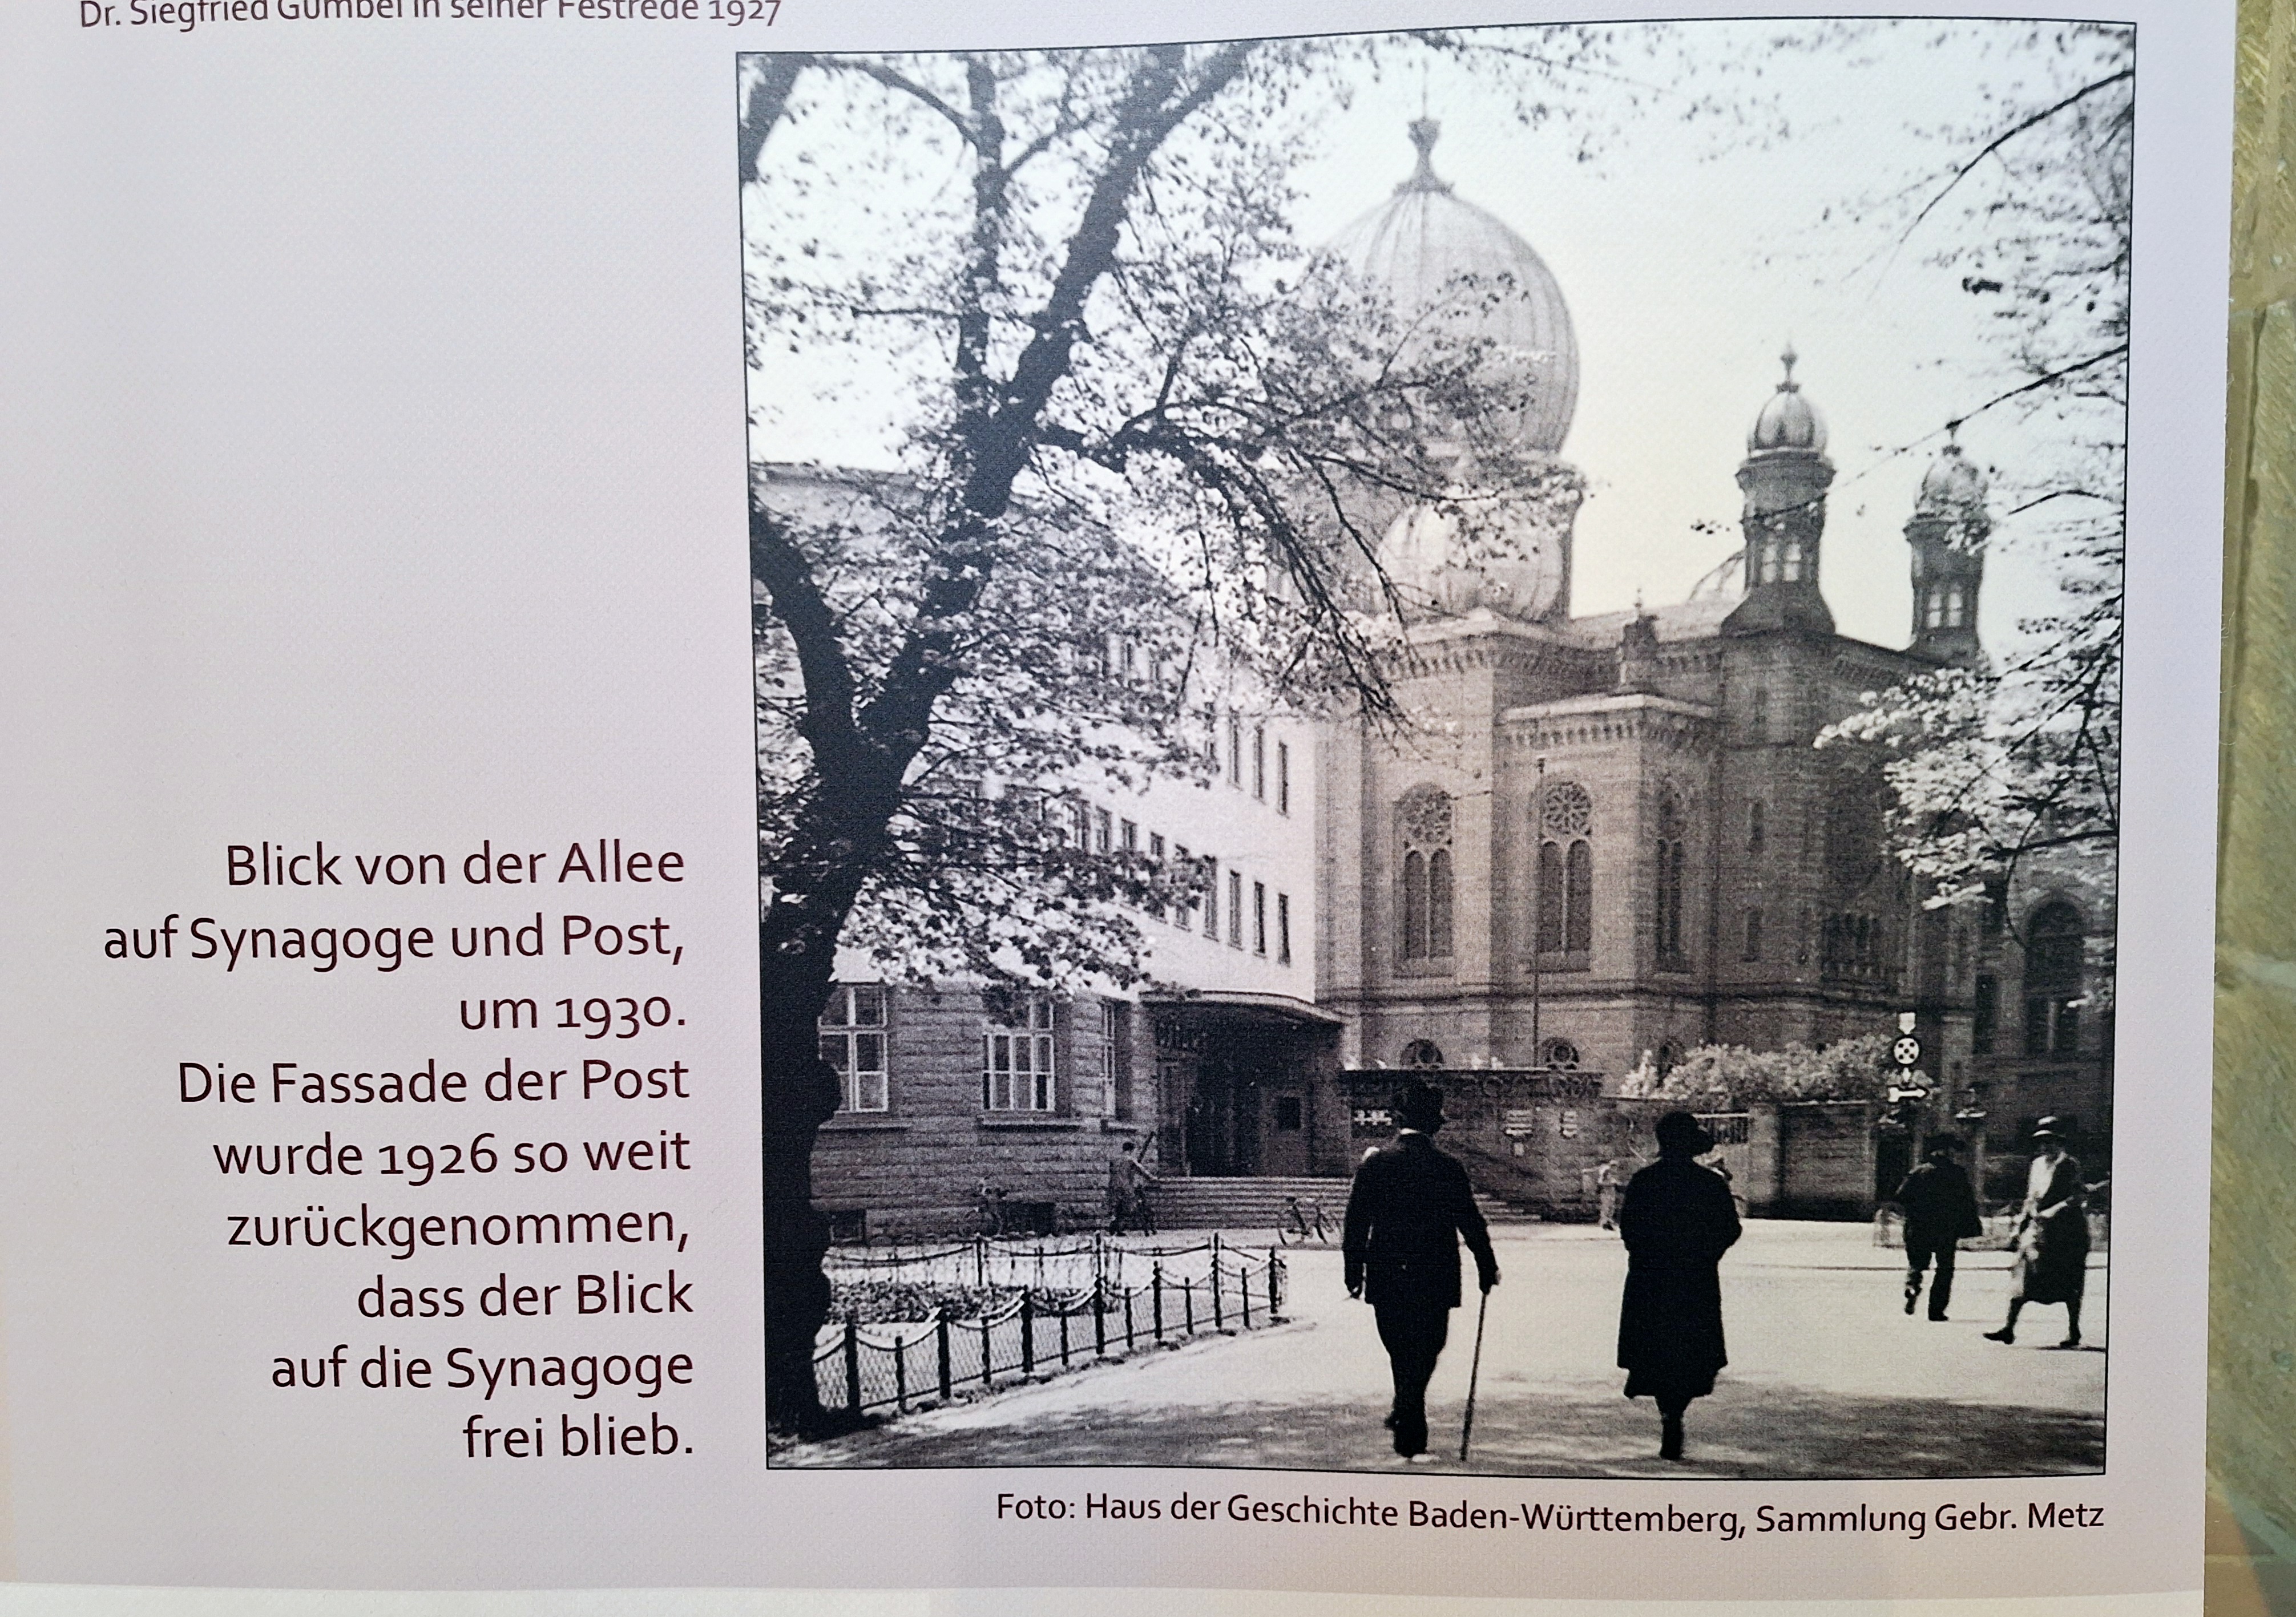 Dr. Siegfried Gumbel in seiner Festrede 1927
Blick von der Allee
auf Synagoge und Post,
um 1930.
Die Fassade der Post
wurde 1926 so weit
zurückgenommen,
dass der Blick
auf die Synagoge
frei blieb.
Foto: Haus der Geschichte Baden-Württemberg, Sammlung Gebr. Metz